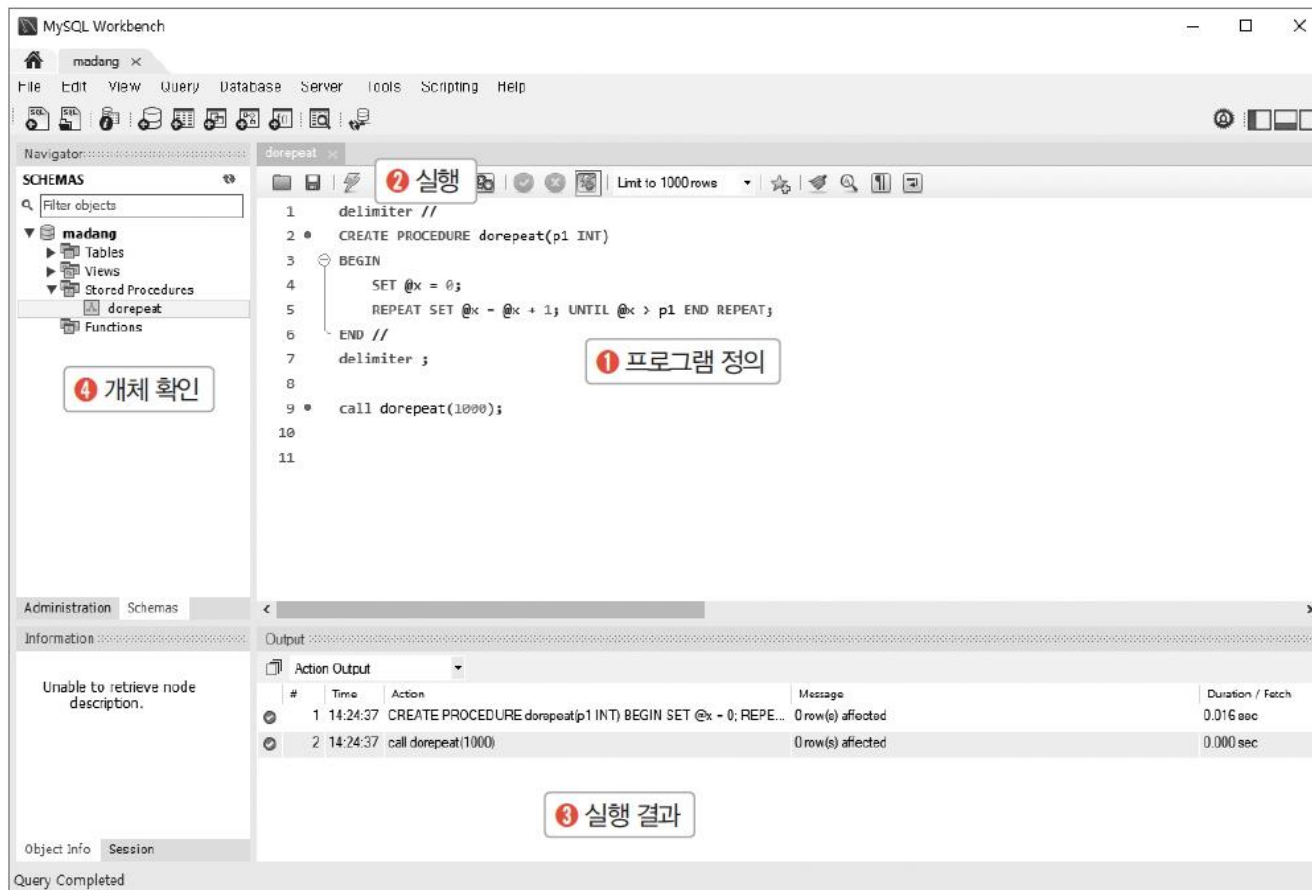 MySQL Workbench
madang
File Edit View Query Database Server Tools Scripting Help
Navigator
SCHEMAS
Filter objects
madang
Tables
Views
Stored Procedures
dorepeat
Functions
❹ 개체 확인
Administration Schemas
Information
Unable to retrieve node
description.
Object Info Session
dorepeat
❷ 실행
Limit to 1000 rows
1 delimiter //
2 CREATE PROCEDURE dorepeat(p1 INT)
3 BEGIN
4 SET @x = 0;
5 REPEAT SET @x = @x + 1; UNTIL @x > p1 END REPEAT;
6 END //
7 delimiter ;
8
9 call dorepeat(1000);
10
11
❶ 프로그램 정의
Output
Action Output
# Time Action Message Duration / Fetch
1 14:24:37 CREATE PROCEDURE dorepeat(p1 INT) BEGIN SET @x = 0; REPE... 0 row(s) affected 0.016 sec
2 14:24:37 call dorepeat(1000) 0 row(s) affected 0.000 sec
❸ 실행 결과
Query Completed